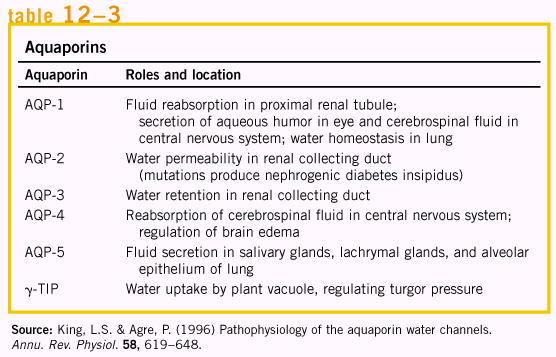 table 12–3
Aquaporins
Aquaporin Roles and location
AQP-1 Fluid reabsorption in proximal renal tubule;
secretion of aqueous humor in eye and cerebrospinal fluid in
central nervous system; water homeostasis in lung
AQP-2 Water permeability in renal collecting duct
(mutations produce nephrogenic diabetes insipidus)
AQP-3 Water retention in renal collecting duct
AQP-4 Reabsorption of cerebrospinal fluid in central nervous system;
regulation of brain edema
AQP-5 Fluid secretion in salivary glands, lachrymal glands, and alveolar
epithelium of lung
γ-TIP Water uptake by plant vacuole, regulating turgor pressure
Source: King, L.S. & Agre, P. (1996) Pathophysiology of the aquaporin water channels.
Annu. Rev. Physiol. 58, 619–648.